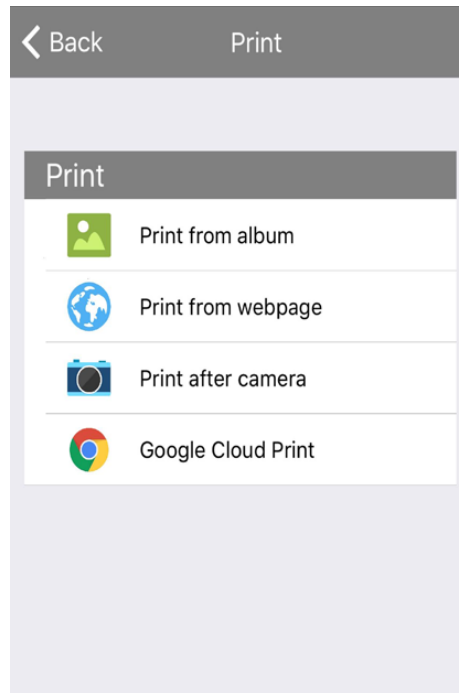 Back Print
Print
Print from album
Print from webpage
Print after camera
Google Cloud Print